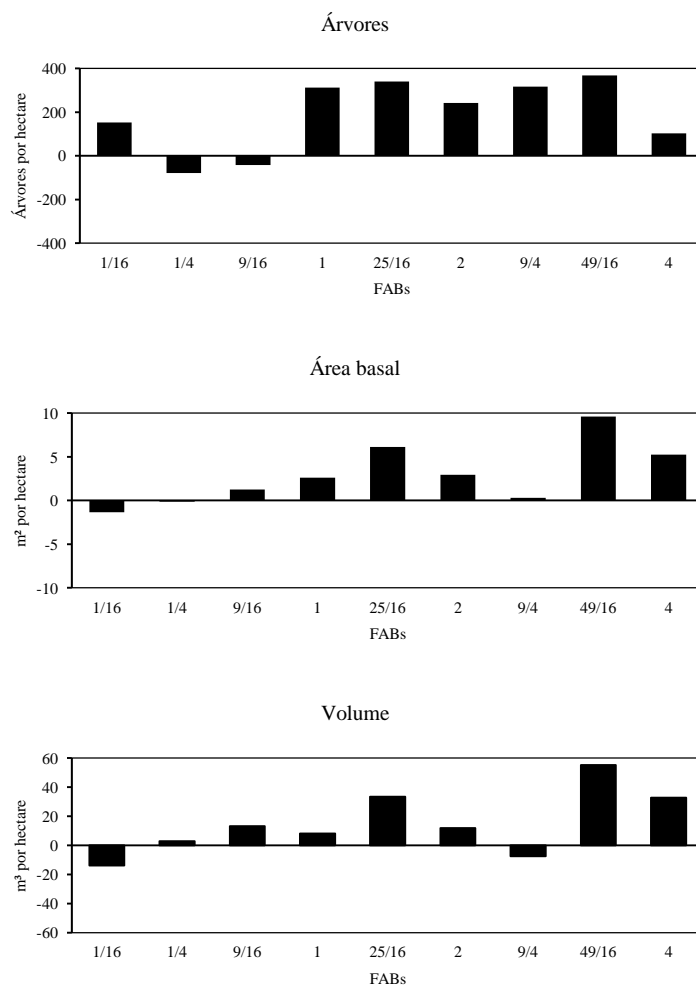 Árvores
Árvores por hectare
400
200
0
-200
-400
1/16 1/4 9/16 1 25/16 2 9/4 49/16 4
FABs
Área basal
m² por hectare
10
5
0
-5
-10
1/16 1/4 9/16 1 25/16 2 9/4 49/16 4
FABs
Volume
m³ por hectare
60
40
20
0
-20
-40
-60
1/16 1/4 9/16 1 25/16 2 9/4 49/16 4
FABs